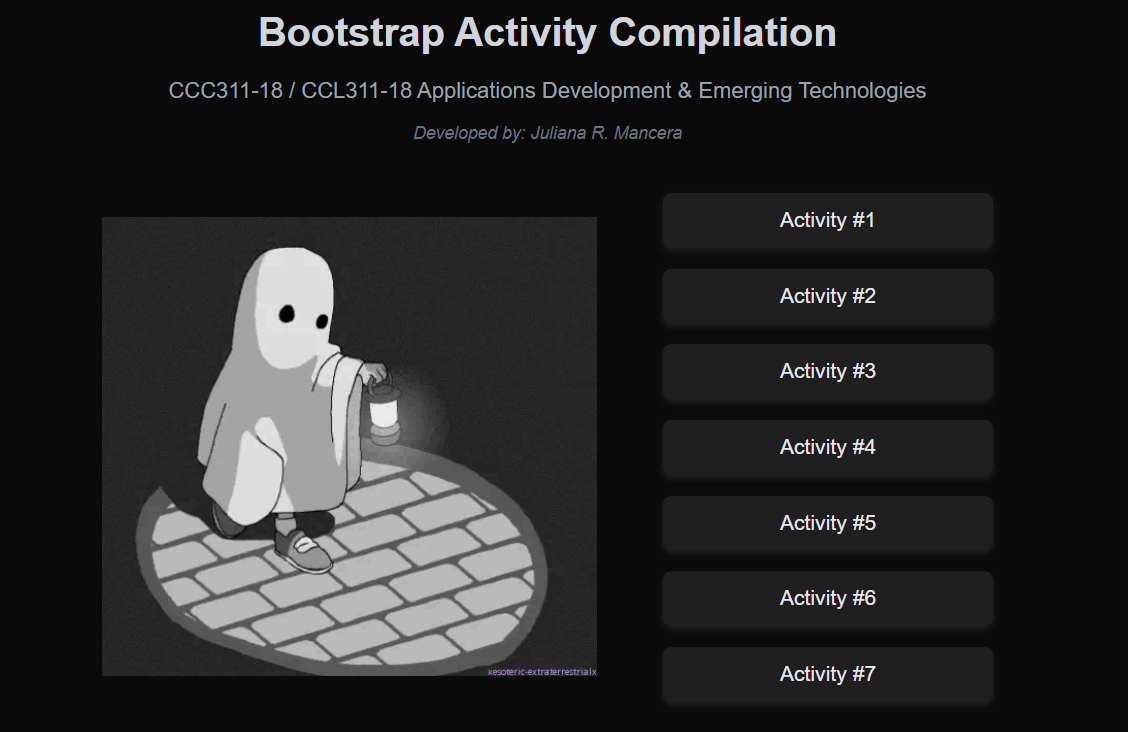 Bootstrap Activity Compilation
CCC311-18 / CCL311-18 Applications Development & Emerging Technologies
Developed by: Juliana R. Mancera
Activity #1
Activity #2
Activity #3
Activity #4
Activity #5
Activity #6
Activity #7
xesoteric-extraterrestrialx